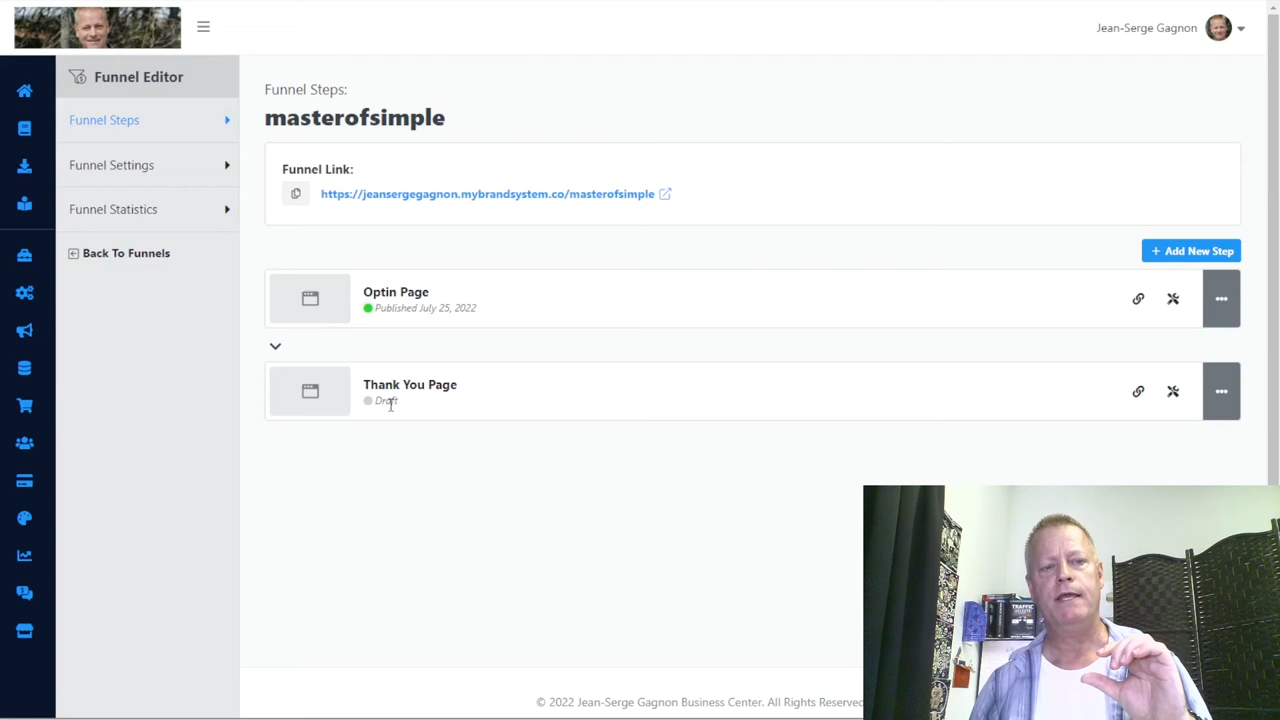 Jean-Serge Gagnon
Funnel Editor
Funnel Steps
Funnel Settings
Funnel Statistics
Back To Funnels
Funnel Steps:
masterofsimple
Funnel Link:
https://jeansergegagnon.mybrandsystem.co/masterofsimple
+ Add New Step
Optin Page
Published July 25, 2022
Thank You Page
Draft
© 2022 Jean-Serge Gagnon Business Center. All Rights Reserved
TRAFFIC